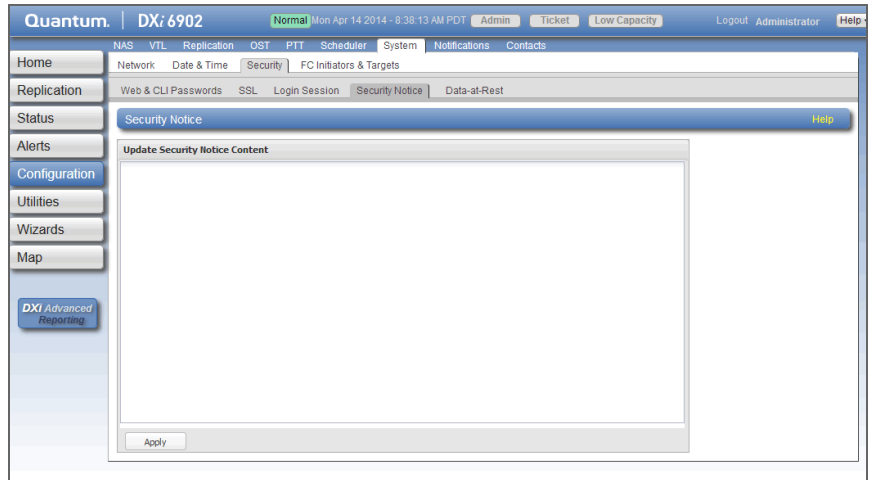 Quantum. DXi 6902 Normal Mon Apr 14 2014 - 8:38:13 AM PDT Admin Ticket Low Capacity Logout Administrator Help
NAS VTL Replication OST PTT Scheduler System Notifications Contacts
Home
Network Date & Time Security FC Initiators & Targets
Replication
Web & CLI Passwords SSL Login Session Security Notice Data-at-Rest
Status
Security Notice Help
Alerts
Update Security Notice Content
Configuration
Utilities
Wizards
Map
DXi Advanced
Reporting
Apply